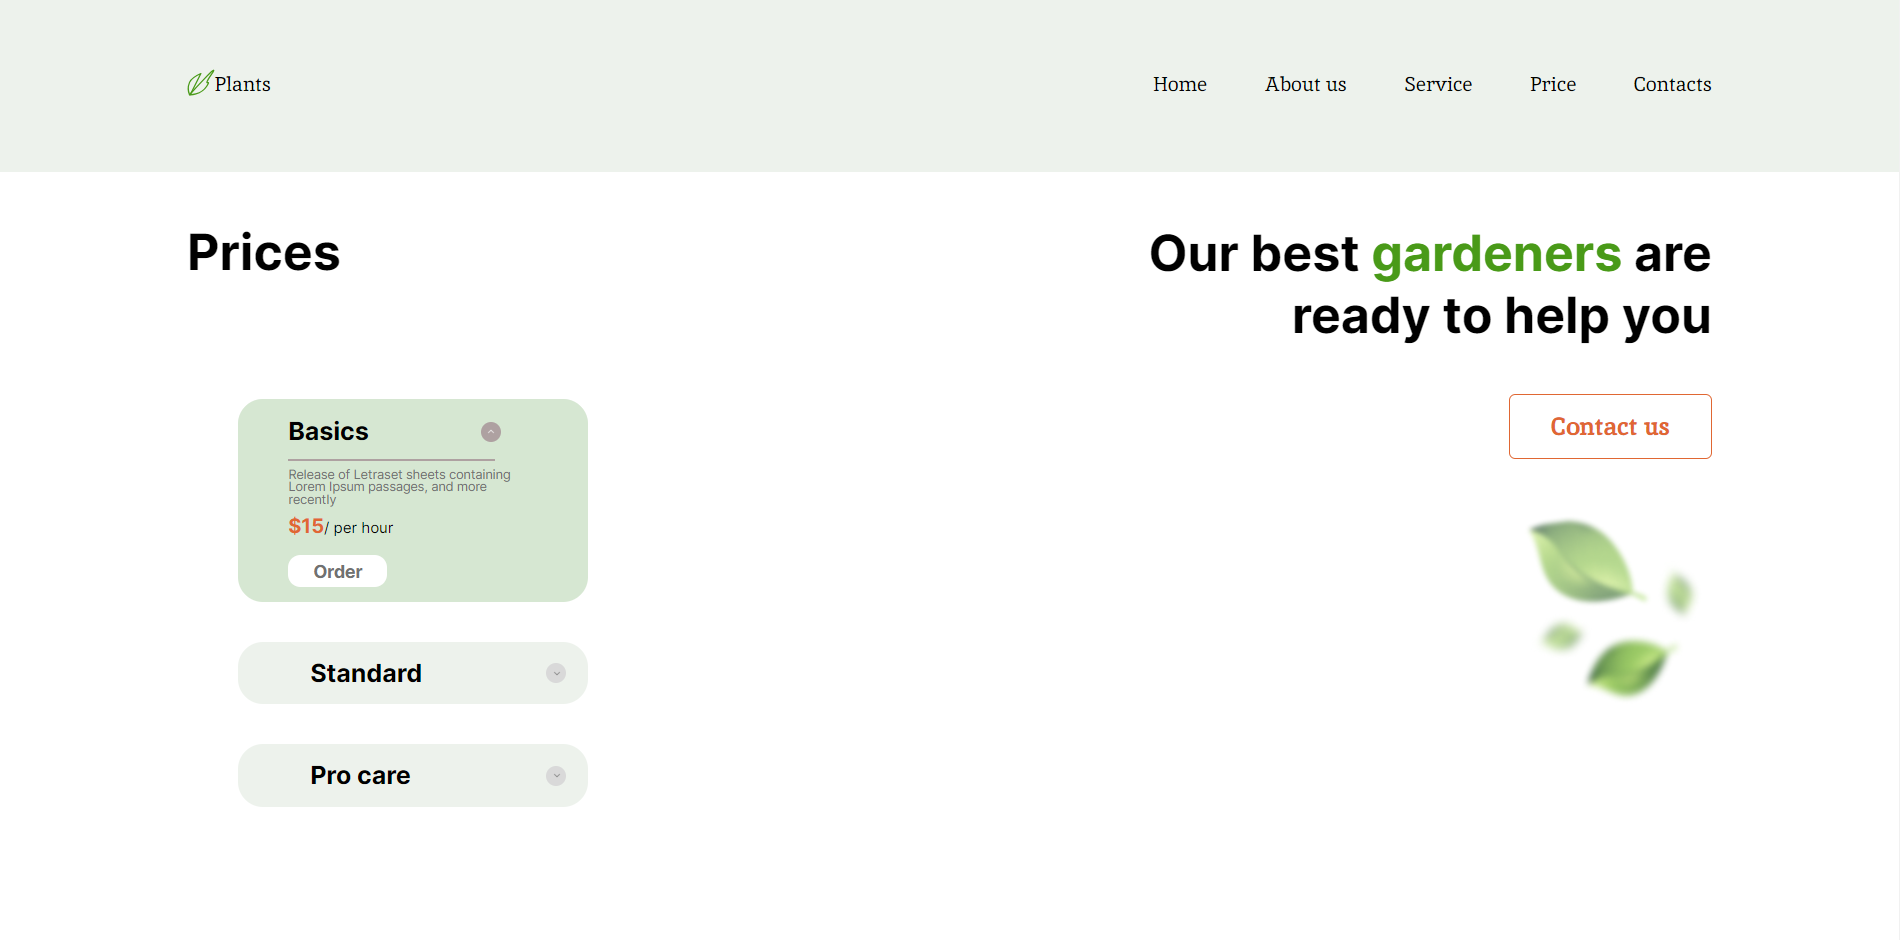 Plants
Home
About us
Service
Price
Contacts
Prices
Our best gardeners are
ready to help you
Contact us
Basics
Release of Letraset sheets containing
Lorem Ipsum passages, and more
recently
$15/ per hour
Order
Standard
Pro care